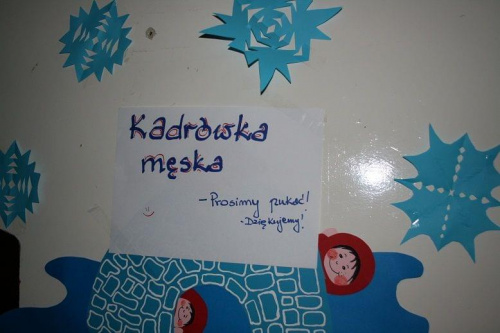 Kadrówka
męska
- Prosimy pukać!
- Dziękujemy!